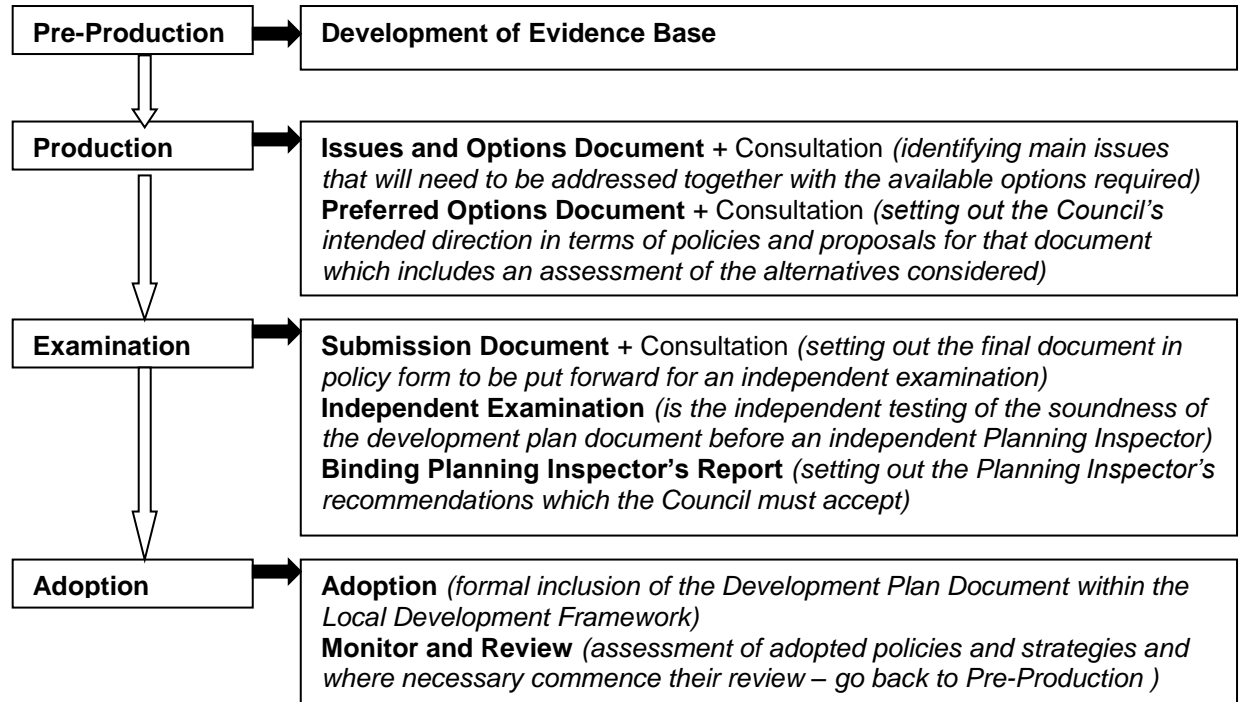 Pre-Production
Development of Evidence Base
Production
Issues and Options Document + Consultation (identifying main issues
that will need to be addressed together with the available options required)
Preferred Options Document + Consultation (setting out the Council's
intended direction in terms of policies and proposals for that document
which includes an assessment of the alternatives considered)
Examination
Submission Document + Consultation (setting out the final document in
policy form to be put forward for an independent examination)
Independent Examination (is the independent testing of the soundness of
the development plan document before an independent Planning Inspector)
Binding Planning Inspector's Report (setting out the Planning Inspector's
recommendations which the Council must accept)
Adoption
Adoption (formal inclusion of the Development Plan Document within the
Local Development Framework)
Monitor and Review (assessment of adopted policies and strategies and
where necessary commence their review – go back to Pre-Production )